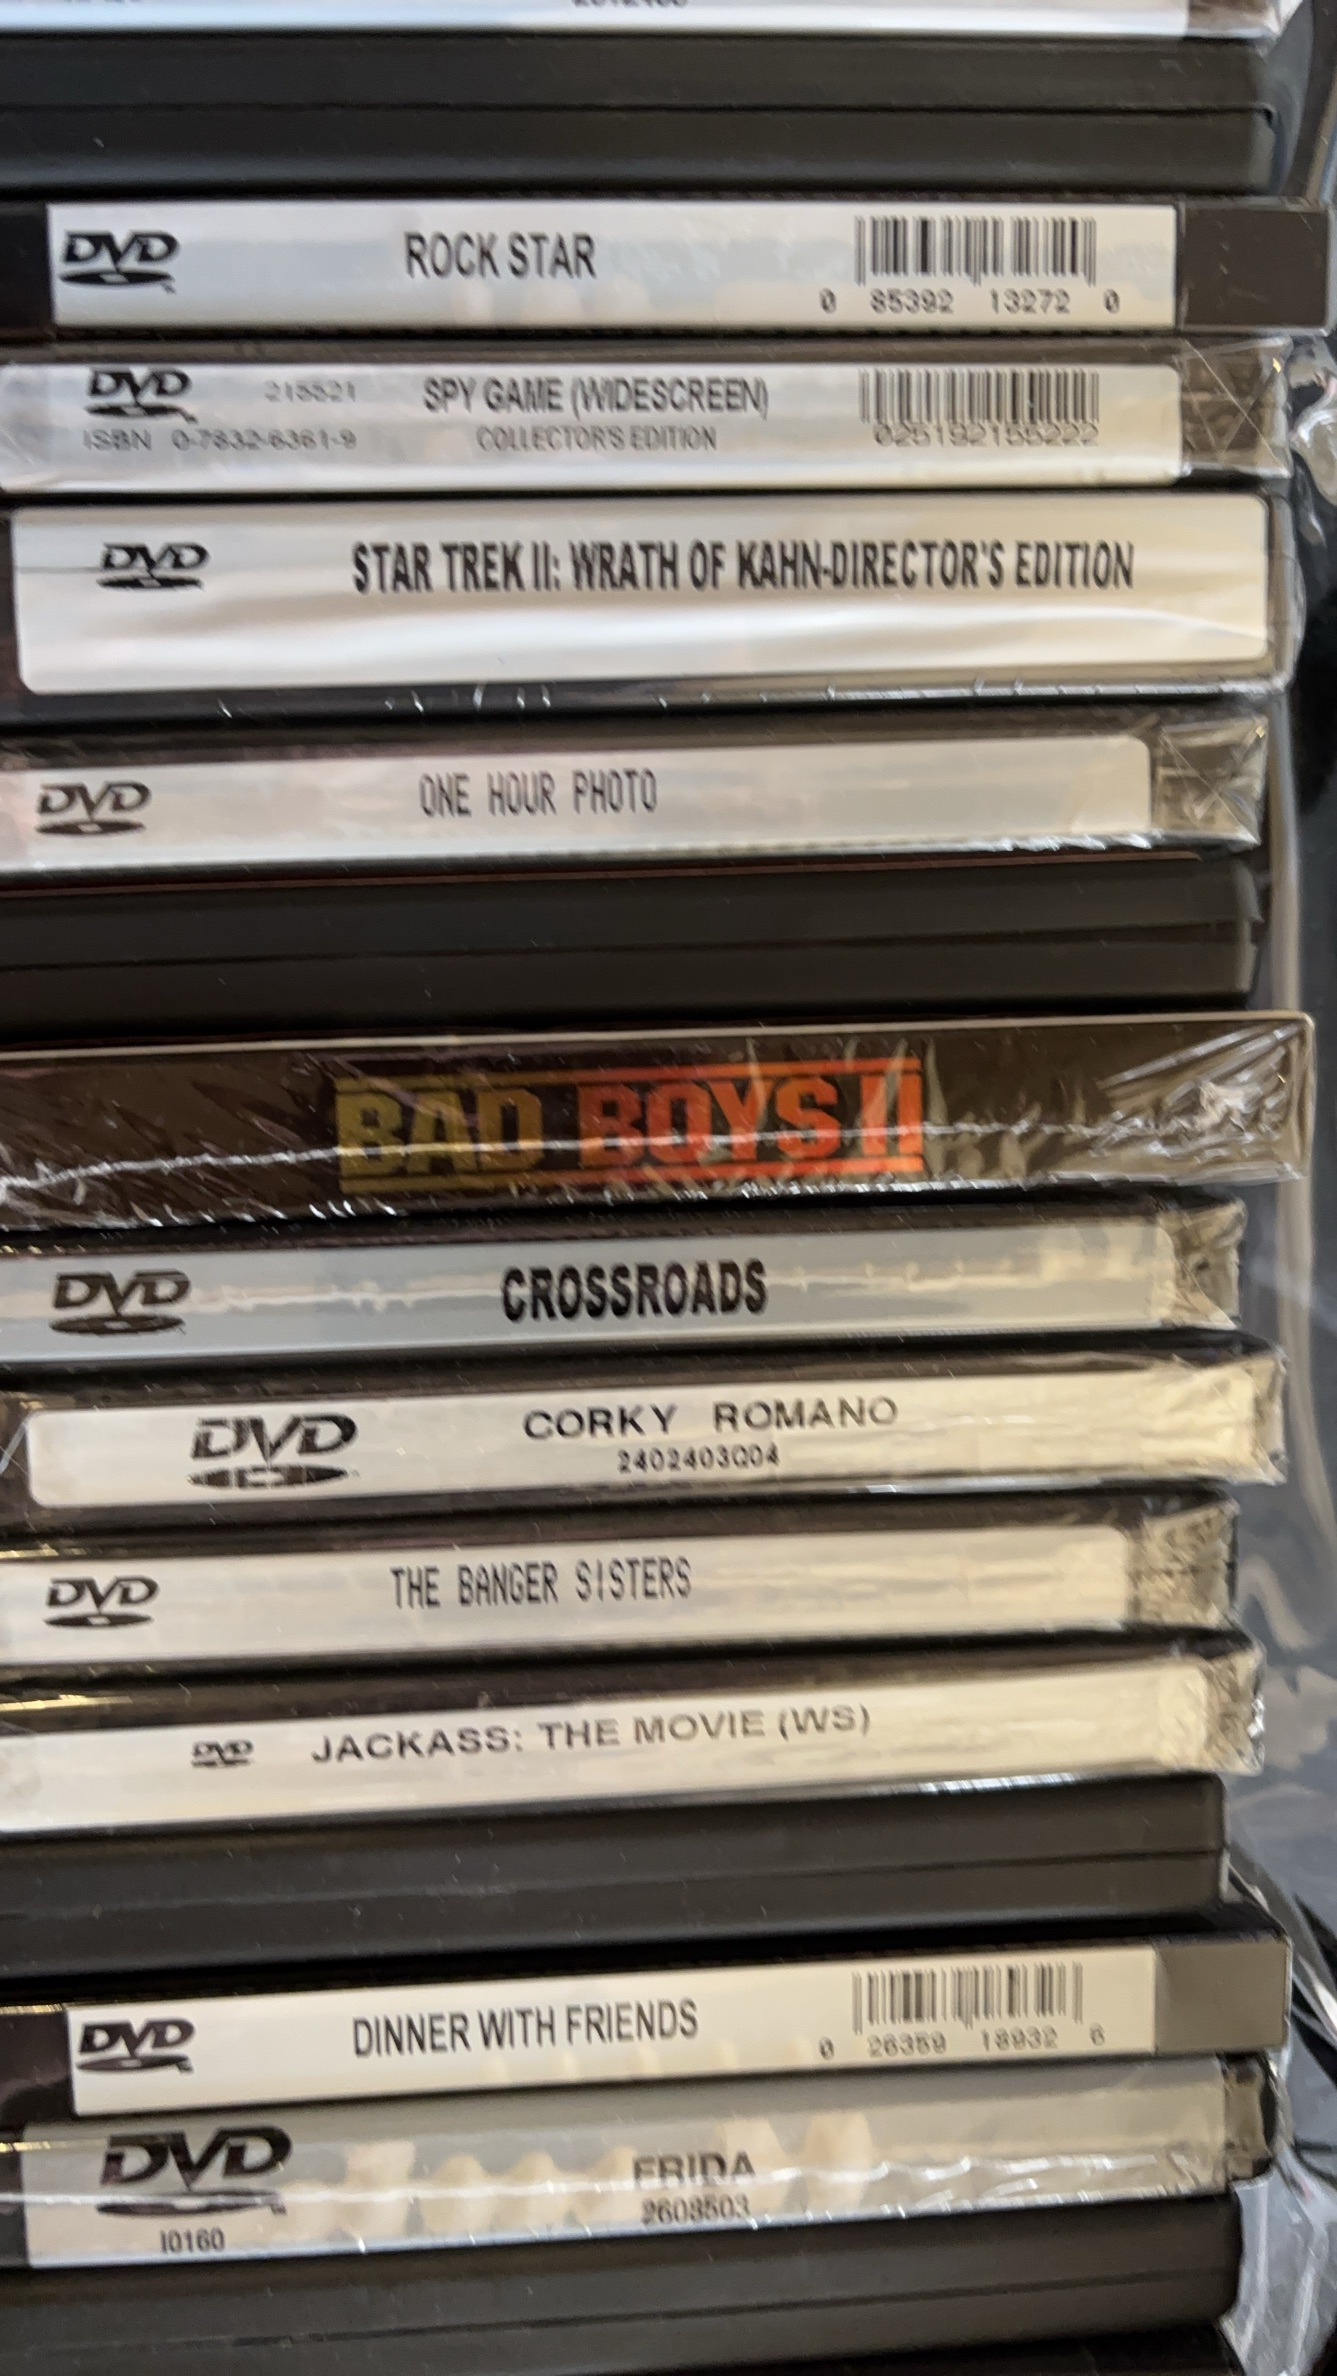 DVD ROCK STAR
0 85392 13272 0
DVD 215521 SPY GAME (WIDESCREEN)
ISBN 0-7832-6361-9 COLLECTOR'S EDITION 025192155222
DVD STAR TREK II: WRATH OF KAHN-DIRECTOR'S EDITION
DVD ONE HOUR PHOTO
BAD BOYS II
DVD CROSSROADS
DVD CORKY ROMANO
2402403004
DVD THE BANGER SISTERS
DVD JACKASS: THE MOVIE (WS)
DVD DINNER WITH FRIENDS
0 26359 18932 6
DVD FRIDA
2608503
I0160